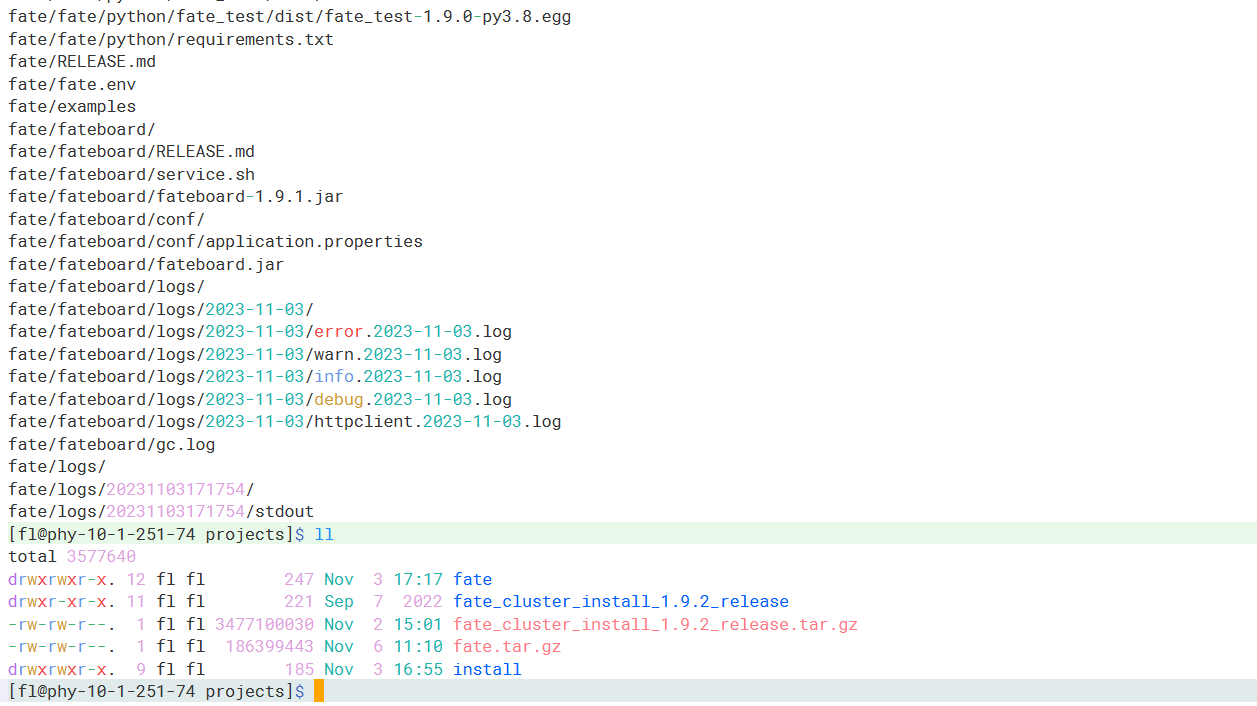 fate/fate/python/fate_test/dist/fate_test-1.9.0-py3.8.egg
fate/fate/python/requirements.txt
fate/RELEASE.md
fate/fate.env
fate/examples
fate/fateboard/
fate/fateboard/RELEASE.md
fate/fateboard/service.sh
fate/fateboard/fateboard-1.9.1.jar
fate/fateboard/conf/
fate/fateboard/conf/application.properties
fate/fateboard/fateboard.jar
fate/fateboard/logs/
fate/fateboard/logs/2023-11-03/
fate/fateboard/logs/2023-11-03/error.2023-11-03.log
fate/fateboard/logs/2023-11-03/warn.2023-11-03.log
fate/fateboard/logs/2023-11-03/info.2023-11-03.log
fate/fateboard/logs/2023-11-03/debug.2023-11-03.log
fate/fateboard/logs/2023-11-03/httpclient.2023-11-03.log
fate/fateboard/gc.log
fate/logs/
fate/logs/20231103171754/
fate/logs/20231103171754/stdout
[fl@phy-10-1-251-74 projects]$ ll
total 3577640
drwxrwxr-x. 12 fl fl        247 Nov  3 17:17 fate
drwxr-xr-x. 11 fl fl        221 Sep  7  2022 fate_cluster_install_1.9.2_release
-rw-rw-r--.  1 fl fl 3477100030 Nov  2 15:01 fate_cluster_install_1.9.2_release.tar.gz
-rw-rw-r--.  1 fl fl  186399443 Nov  6 11:10 fate.tar.gz
drwxrwxr-x.  9 fl fl        185 Nov  3 16:55 install
[fl@phy-10-1-251-74 projects]$